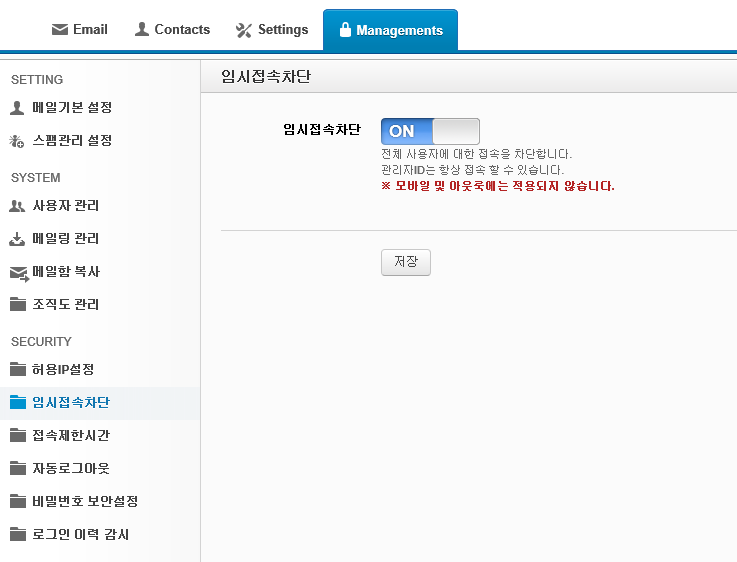 Email Contacts Settings Managements
SETTING
메일기본 설정
스팸관리 설정
SYSTEM
사용자 관리
메일링 관리
메일함 복사
조직도 관리
SECURITY
허용IP설정
임시접속차단
접속제한시간
자동로그아웃
비밀번호 보안설정
로그인 이력 감시
임시접속차단
임시접속차단 ON
전체 사용자에 대한 접속을 차단합니다.
관리자ID는 항상 접속 할 수 있습니다.
※ 모바일 및 아웃룩에는 적용되지 않습니다.
저장